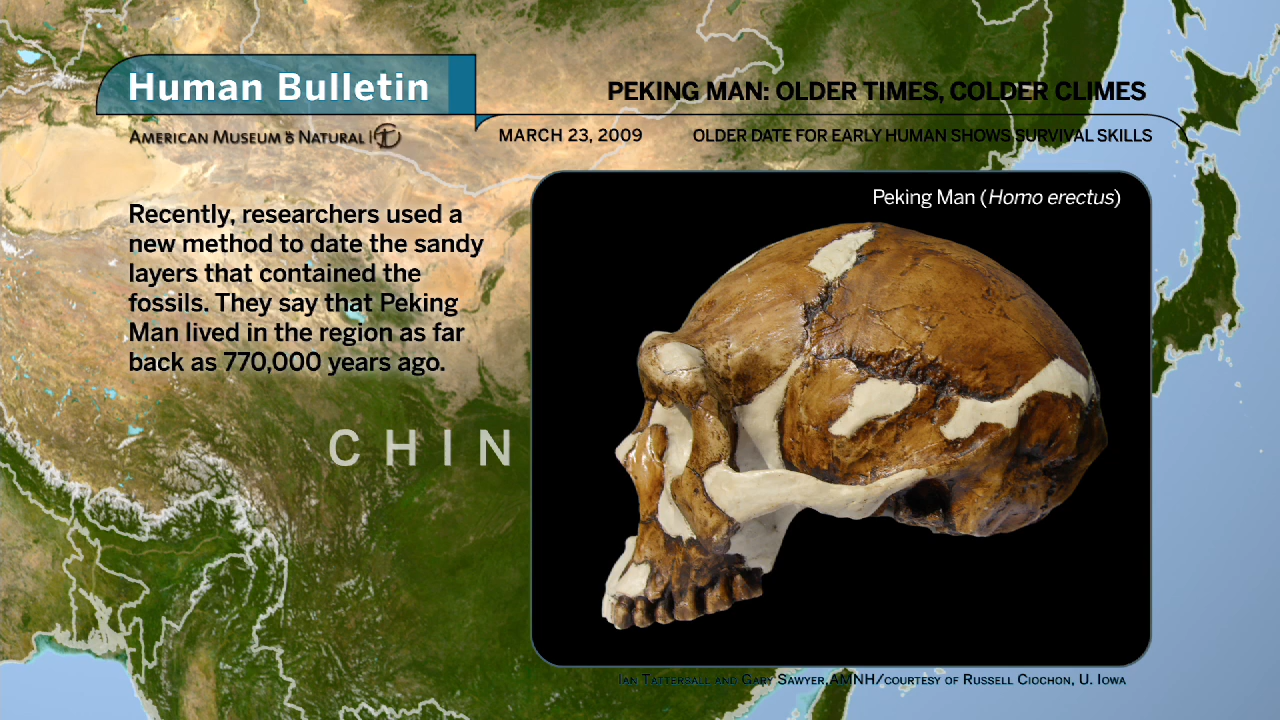 Human Bulletin
PEKING MAN: OLDER TIMES, COLDER CLIMES
AMERICAN MUSEUM & NATURAL HISTORY
MARCH 23, 2009
OLDER DATE FOR EARLY HUMAN SHOWS SURVIVAL SKILLS
Peking Man (Homo erectus)
Recently, researchers used a
new method to date the sandy
layers that contained the
fossils. They say that Peking
Man lived in the region as far
back as 770,000 years ago.
CHIN
IAN TATTERSALL AND GARY SAWYER,AMNH/COURTESY OF RUSSELL CIOCHON, U. IOWA